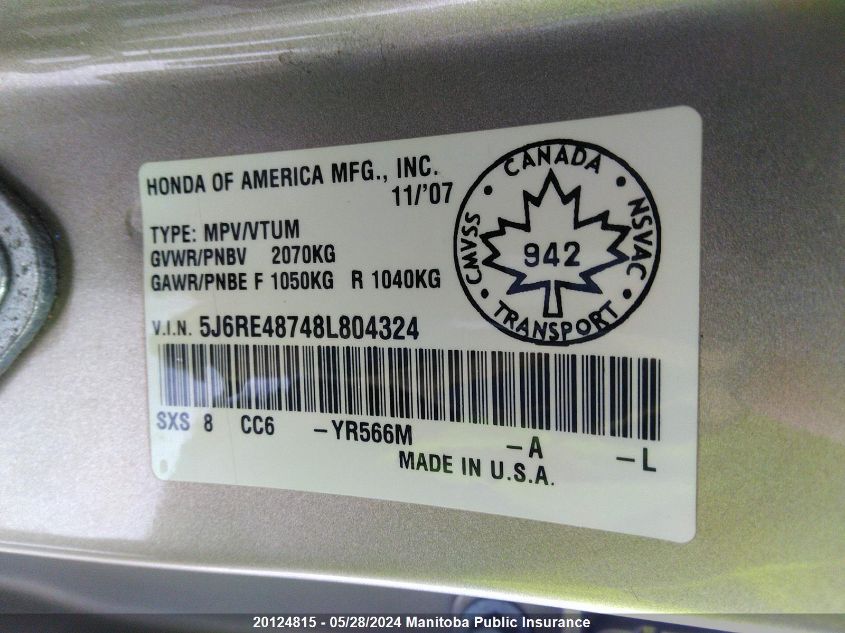 HONDA OF AMERICA MFG., INC.
11/'07
TYPE: MPV/VTUM
GVWR/PNBV 2070KG
GAWR/PNBE F 1050KG R 1040KG
V.I.N. 5J6RE48748L804324
SXS 8 CC6 -YR566M -A -L
MADE IN U.S.A.
CANADA
CMVSS
942
NSVAC
TRANSPORT
20124815 - 05/28/2024 Manitoba Public Insurance